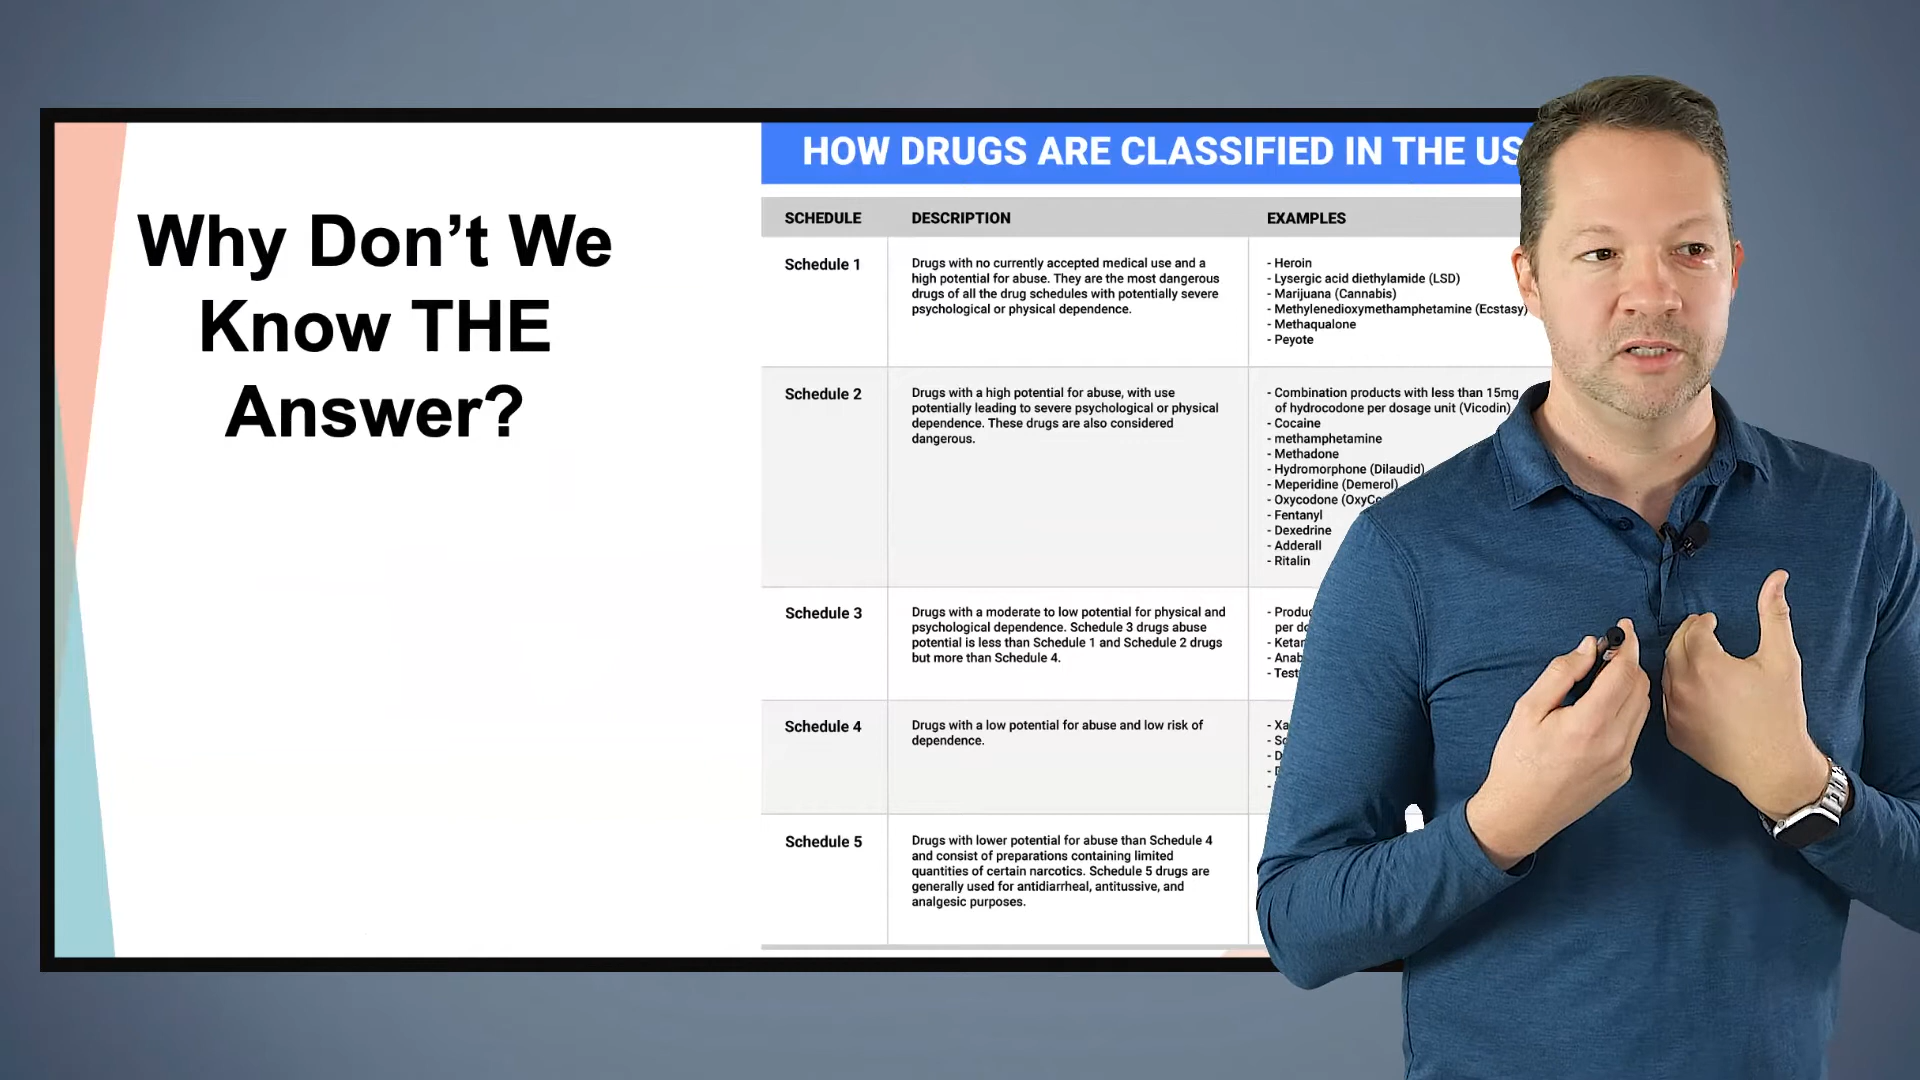 Why Don't We
Know THE
Answer?
HOW DRUGS ARE CLASSIFIED IN THE US
SCHEDULE DESCRIPTION EXAMPLES
Schedule 1
Drugs with no currently accepted medical use and a
high potential for abuse. They are the most dangerous
drugs of all the drug schedules with potentially severe
psychological or physical dependence.
- Heroin
- Lysergic acid diethylamide (LSD)
- Marijuana (Cannabis)
- Methylenedioxymethamphetamine (Ecstasy)
- Methaqualone
- Peyote
Schedule 2
Drugs with a high potential for abuse, with use
potentially leading to severe psychological or physical
dependence. These drugs are also considered
dangerous.
- Combination products with less than 15mg
of hydrocodone per dosage unit (Vicodin)
- Cocaine
- methamphetamine
- Methadone
- Hydromorphone (Dilaudid)
- Meperidine (Demerol)
- Oxycodone
- Fentanyl
- Dexedrine
- Adderall
- Ritalin
Schedule 3
Drugs with a moderate to low potential for physical and
psychological dependence. Schedule 3 drugs abuse
potential is less than Schedule 1 and Schedule 2 drugs
but more than Schedule 4.
per
Schedule 4
Drugs with a low potential for abuse and low risk of
dependence.
Schedule 5
Drugs with lower potential for abuse than Schedule 4
and consist of preparations containing limited
quantities of certain narcotics. Schedule 5 drugs are
generally used for antidiarrheal, antitussive, and
analgesic purposes.